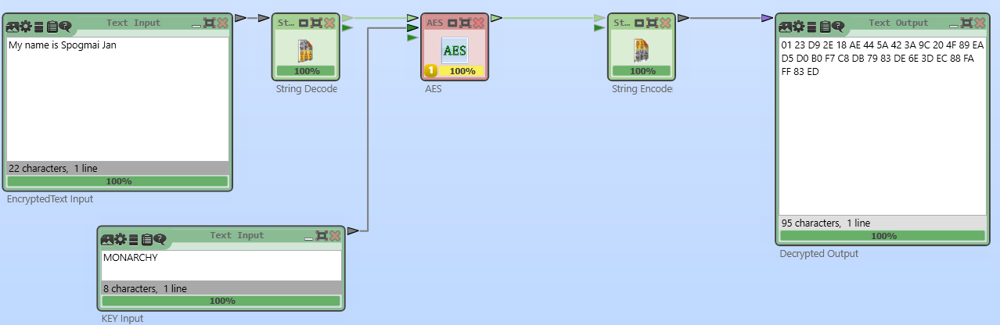 Text Input
My name is Spogmai Jan
22 characters,  1 line
100%
EncryptedText Input
St...
100%
String Decode
AES
AES
1 100%
AES
St...
100%
String Encode
Text Output
01 23 D9 2E 18 AE 44 5A 42 3A 9C 20 4F 89 EA
D5 D0 B0 F7 C8 DB 79 83 DE 6E 3D EC 88 FA
FF 83 ED
95 characters,  1 line
100%
Decrypted Output
Text Input
MONARCHY
8 characters,  1 line
100%
KEY Input